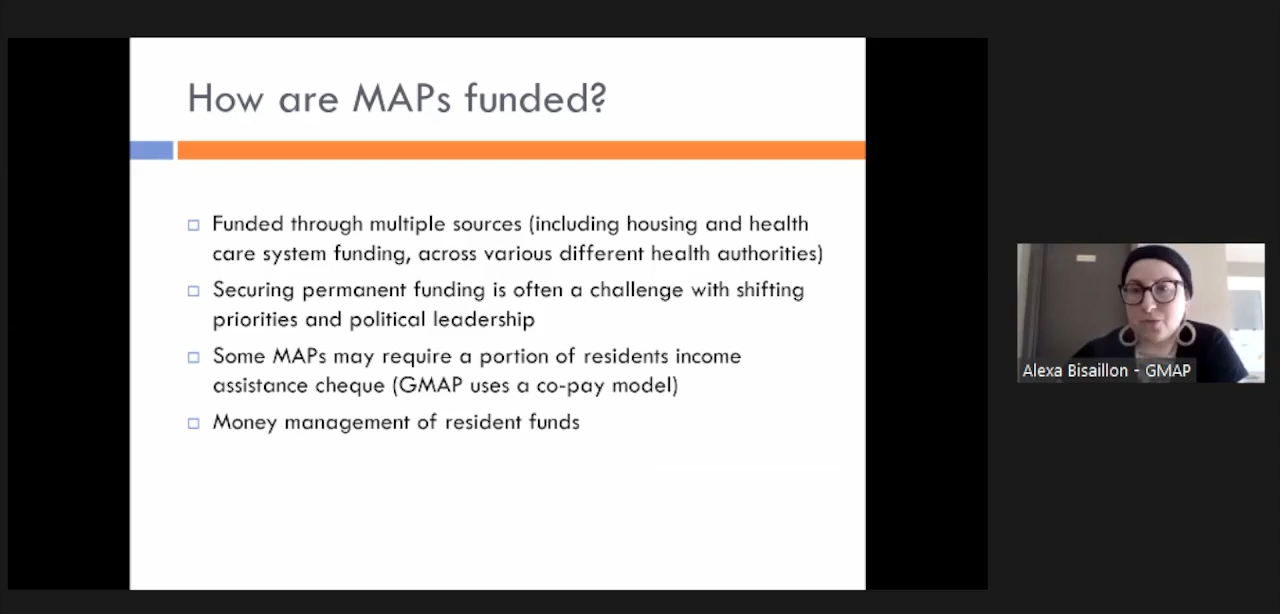 How are MAPs funded?
Funded through multiple sources (including housing and health
care system funding, across various different health authorities)
Securing permanent funding is often a challenge with shifting
priorities and political leadership
Some MAPs may require a portion of residents income
assistance cheque (GMAP uses a co-pay model)
Money management of resident funds
Alexa Bisaillon - GMAP